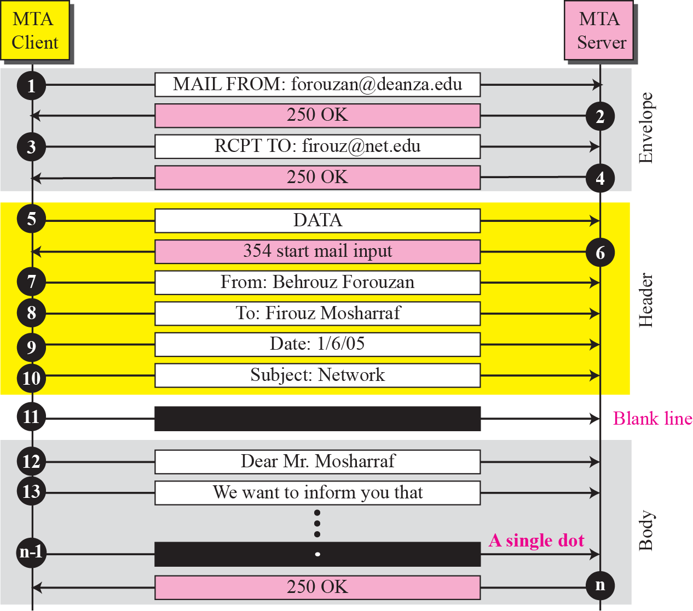 MTA
Client
MTA
Server
1
MAIL FROM: forouzan@deanza.edu
250 OK
2
3
RCPT TO: firouz@net.edu
250 OK
4
Envelope
5
DATA
354 start mail input
6
7
From: Behrouz Forouzan
8
To: Firouz Mosharraf
9
Date: 1/6/05
10
Subject: Network
Header
11
Blank line
12
Dear Mr. Mosharraf
13
We want to inform you that
n-1
.
A single dot
250 OK
n
Body